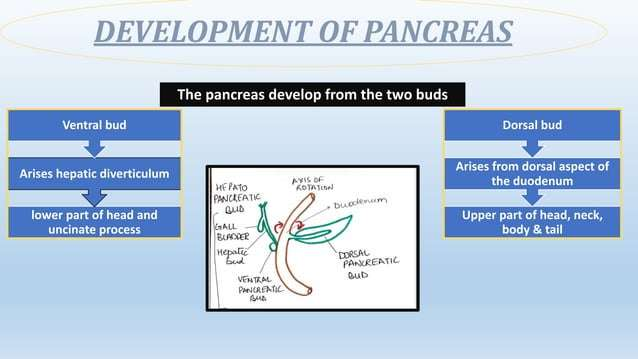 DEVELOPMENT OF PANCREAS
The pancreas develop from the two buds
Ventral bud
Arises hepatic diverticulum
lower part of head and
uncinate process
HEPATO
PANCREATIC
BUD
GALL
BLADDER
Hepatic
bud
VENTRAL
PANCREATIC
BUD
AXIS OF
ROTATION
Duodenum
DORSAL
PANCREATIC
BUD
Dorsal bud
Arises from dorsal aspect of
the duodenum
Upper part of head, neck,
body & tail